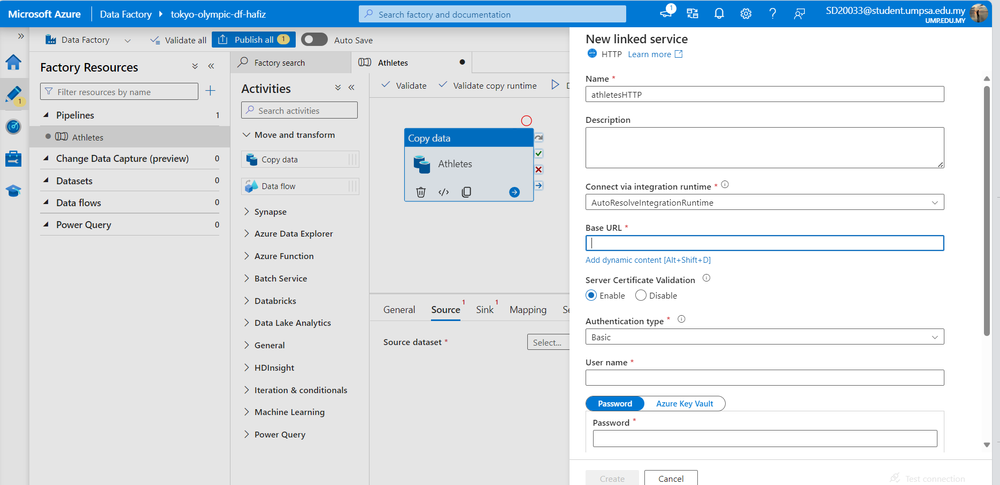 Microsoft Azure
Data Factory
tokyo-olympic-df-hafiz
Search factory and documentation
1
SD20033@student.umpsa.edu.my
UMP.EDU.MY
Data Factory
Validate all
Publish all
1
Auto Save
1
Factory Resources
Filter resources by name
Pipelines
1
Athletes
Change Data Capture (preview)
0
Datasets
0
Data flows
0
Power Query
0
Factory search
Athletes
Activities
Search activities
Move and transform
Copy data
Data flow
Synapse
Azure Data Explorer
Azure Function
Batch Service
Databricks
Data Lake Analytics
General
HDInsight
Iteration & conditionals
Machine Learning
Power Query
Validate
Validate copy runtime
Copy data
Athletes
General
Source
1
Sink
1
Mapping
Source dataset *
Select...
New linked service
HTTP
HTTP
Learn more
Name *
athletesHTTP
Description
Connect via integration runtime *
AutoResolveIntegrationRuntime
Base URL *
Add dynamic content [Alt+Shift+D]
Server Certificate Validation
Enable
Disable
Authentication type *
Basic
User name *
Password
Azure Key Vault
Password *
Create
Cancel
Test connection